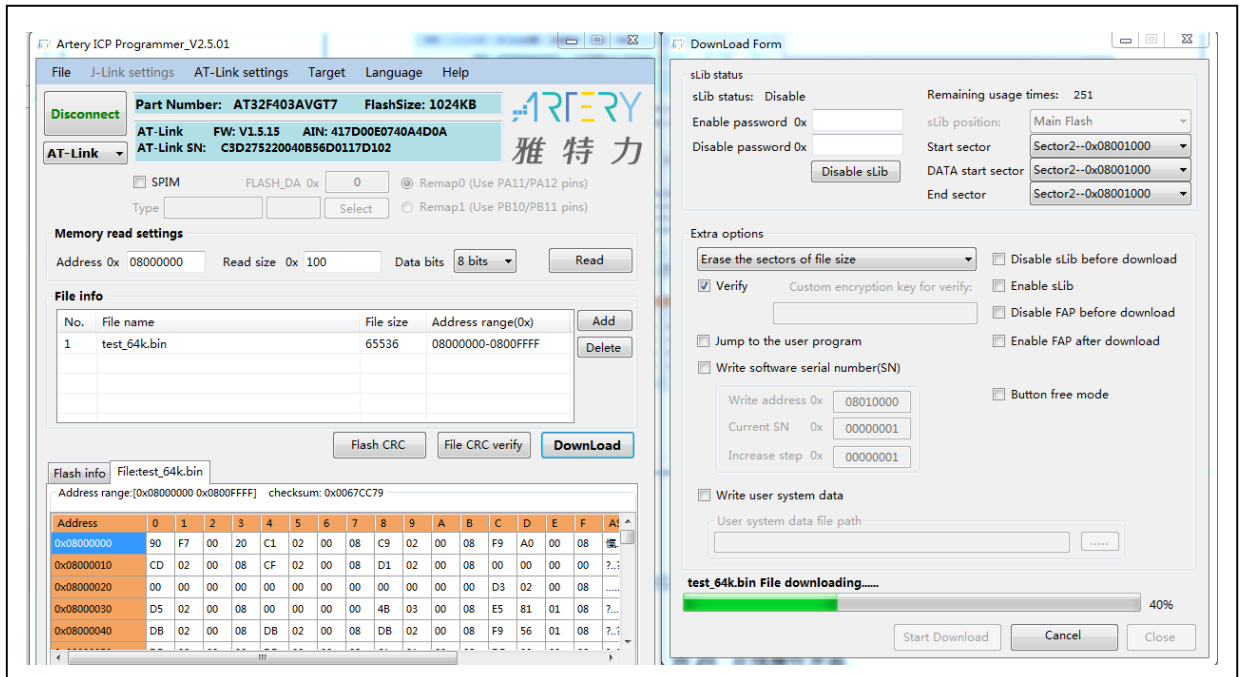 Artery ICP Programmer_V2.5.01
File J-Link settings AT-Link settings Target Language Help
Disconnect
Part Number: AT32F403AVGT7 FlashSize: 1024KB
AT-Link FW: V1.5.15 AIN: 417D00E0740A4D0A
AT-Link SN: C3D275220040B56D0117D102
AT-Link
ARTERY
雅特力
SPIM FLASH_DA 0x 0 Remap0 (Use PA11/PA12 pins)
Type Select Remap1 (Use PB10/PB11 pins)
Memory read settings
Address 0x 08000000 Read size 0x 100 Data bits 8 bits Read
File info
No. File name File size Address range(0x) Add
1 test_64k.bin 65536 08000000-0800FFFF Delete
Flash CRC File CRC verify DownLoad
Flash info File:test_64k.bin
Address range:[0x08000000 0x0800FFFF] checksum: 0x0067CC79
Address 0 1 2 3 4 5 6 7 8 9 A B C D E F
0x08000000 90 F7 00 20 C1 02 00 08 C9 02 00 08 F9 A0 00 08
0x08000010 CD 02 00 08 CF 02 00 08 D1 02 00 08 00 00 00 00 ?..?
0x08000020 00 00 00 00 00 00 00 00 00 00 00 00 D3 02 00 08 .....
0x08000030 D5 02 00 08 00 00 00 00 4B 03 00 08 E5 81 01 08 ?...
0x08000040 DB 02 00 08 DB 02 00 08 DB 02 00 08 F9 56 01 08 ?..?
DownLoad Form
sLib status
sLib status: Disable Remaining usage times: 251
Enable password 0x sLib position: Main Flash
Disable password 0x Start sector Sector2--0x08001000
Disable sLib DATA start sector Sector2--0x08001000
End sector Sector2--0x08001000
Extra options
Erase the sectors of file size Disable sLib before download
Verify Custom encryption key for verify: Enable sLib
Disable FAP before download
Jump to the user program Enable FAP after download
Write software serial number(SN)
Write address 0x 08010000 Button free mode
Current SN 0x 00000001
Increase step 0x 00000001
Write user system data
User system data file path
.....
test_64k.bin File downloading......
40%
Start Download Cancel Close